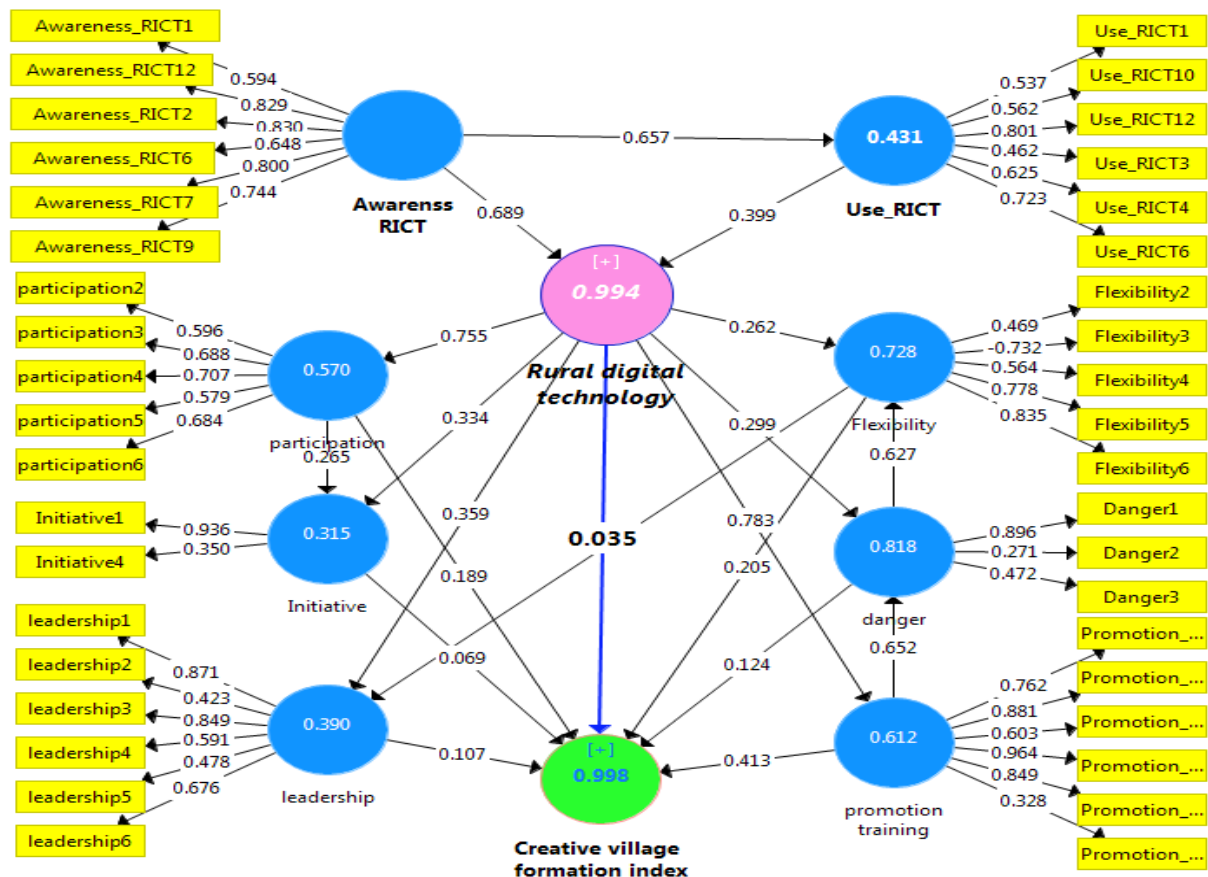 Awareness_RICT1
Awareness_RICT12
Awareness_RICT2
Awareness_RICT6
Awareness_RICT7
Awareness_RICT9
0.594
0.829
0.830
0.648
0.800
0.744
Awarenss
RICT
0.657
0.689
0.431
Use_RICT
0.399
0.537
0.562
0.801
0.462
0.625
0.723
Use_RICT1
Use_RICT10
Use_RICT12
Use_RICT3
Use_RICT4
Use_RICT6
[+]
0.994
Rural digital
technology
participation2
participation3
participation4
participation5
participation6
0.596
0.688
0.707
0.579
0.684
0.570
participation
0.755
0.265
0.334
0.262
0.299
0.359
0.783
0.035
0.189
0.205
0.728
Flexibility
0.469
-0.732
0.564
0.778
0.835
Flexibility2
Flexibility3
Flexibility4
Flexibility5
Flexibility6
0.627
Initiative1
Initiative4
0.936
0.350
0.315
Initiative
0.069
0.818
danger
0.896
0.271
0.472
Danger1
Danger2
Danger3
0.124
0.652
leadership1
leadership2
leadership3
leadership4
leadership5
leadership6
0.871
0.423
0.849
0.591
0.478
0.676
0.390
leadership
0.107
[+]
0.998
Creative village
formation index
0.413
0.612
promotion
training
0.762
0.881
0.603
0.964
0.849
0.328
Promotion_...
Promotion_...
Promotion_...
Promotion_...
Promotion_...
Promotion_...